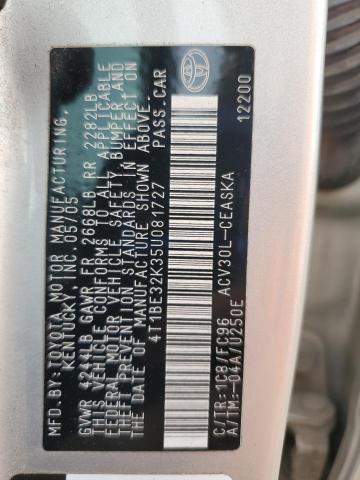 MFD. BY: TOYOTA MOTOR MANUFACTURING,
KENTUCKY, INC. 05/05
GVWR 4244LB GAWR FR 2668LB RR 2282LB
THIS VEHICLE CONFORMS TO ALL APPLICABLE
FEDERAL MOTOR VEHICLE SAFETY, BUMPER, AND
THEFT PREVENTION STANDARDS IN EFFECT ON
THE DATE OF MANUFACTURE SHOWN ABOVE.
4T1BE32K35U081727 PASS. CAR
C/TR: 1C8/FC96 ACV30L-CEASKA
A/TM: -04A/U250E 12200